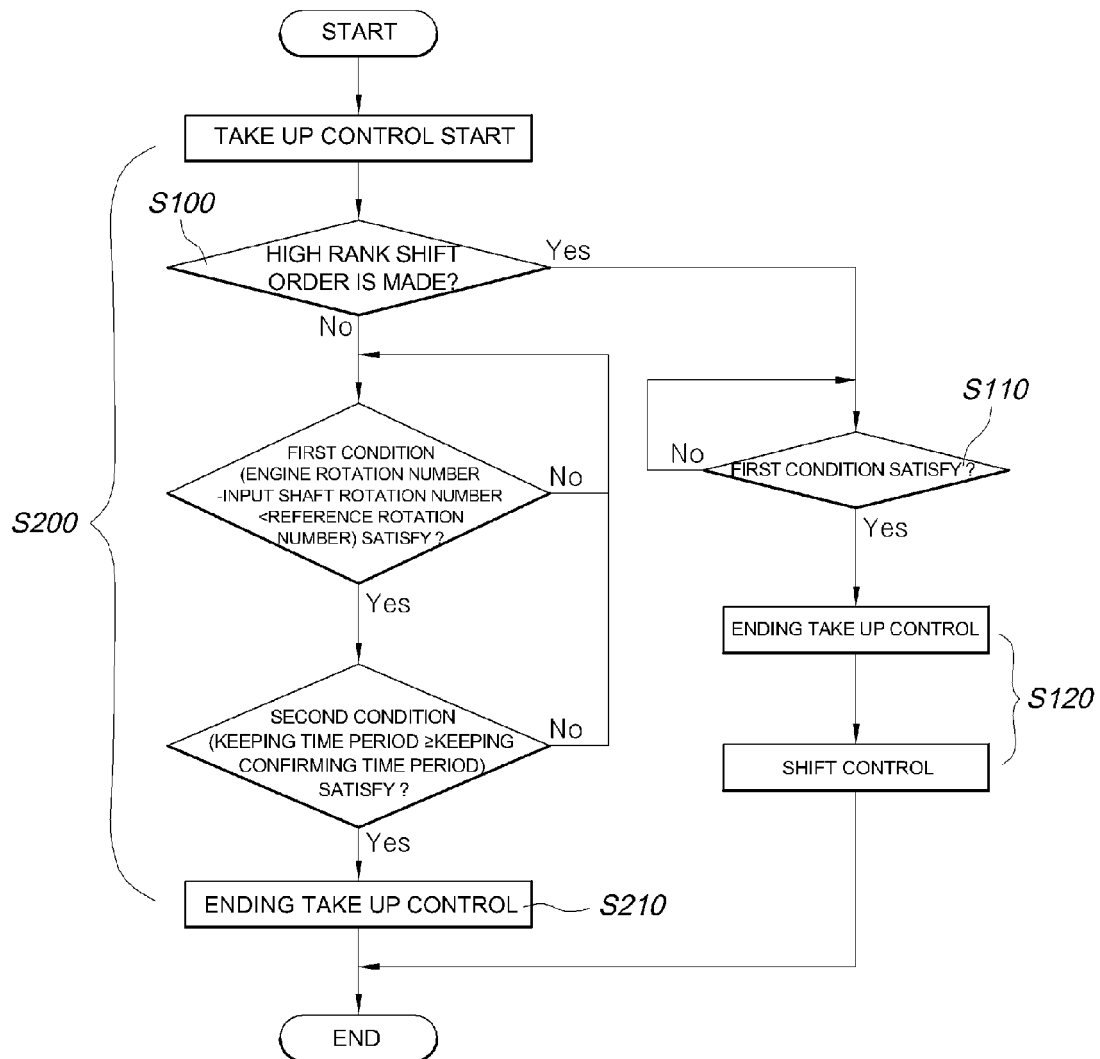 START
TAKE UP CONTROL START
S100
HIGH RANK SHIFT
ORDER IS MADE?
Yes
No
S110
FIRST CONDITION SATISFY?
No
Yes
FIRST CONDITION
(ENGINE ROTATION NUMBER
-INPUT SHAFT ROTATION NUMBER
<REFERENCE ROTATION
NUMBER) SATISFY?
No
Yes
S200
ENDING TAKE UP CONTROL
S120
SHIFT CONTROL
SECOND CONDITION
(KEEPING TIME PERIOD ≥KEEPING
CONFIRMING TIME PERIOD)
SATISFY?
No
Yes
ENDING TAKE UP CONTROL
S210
END